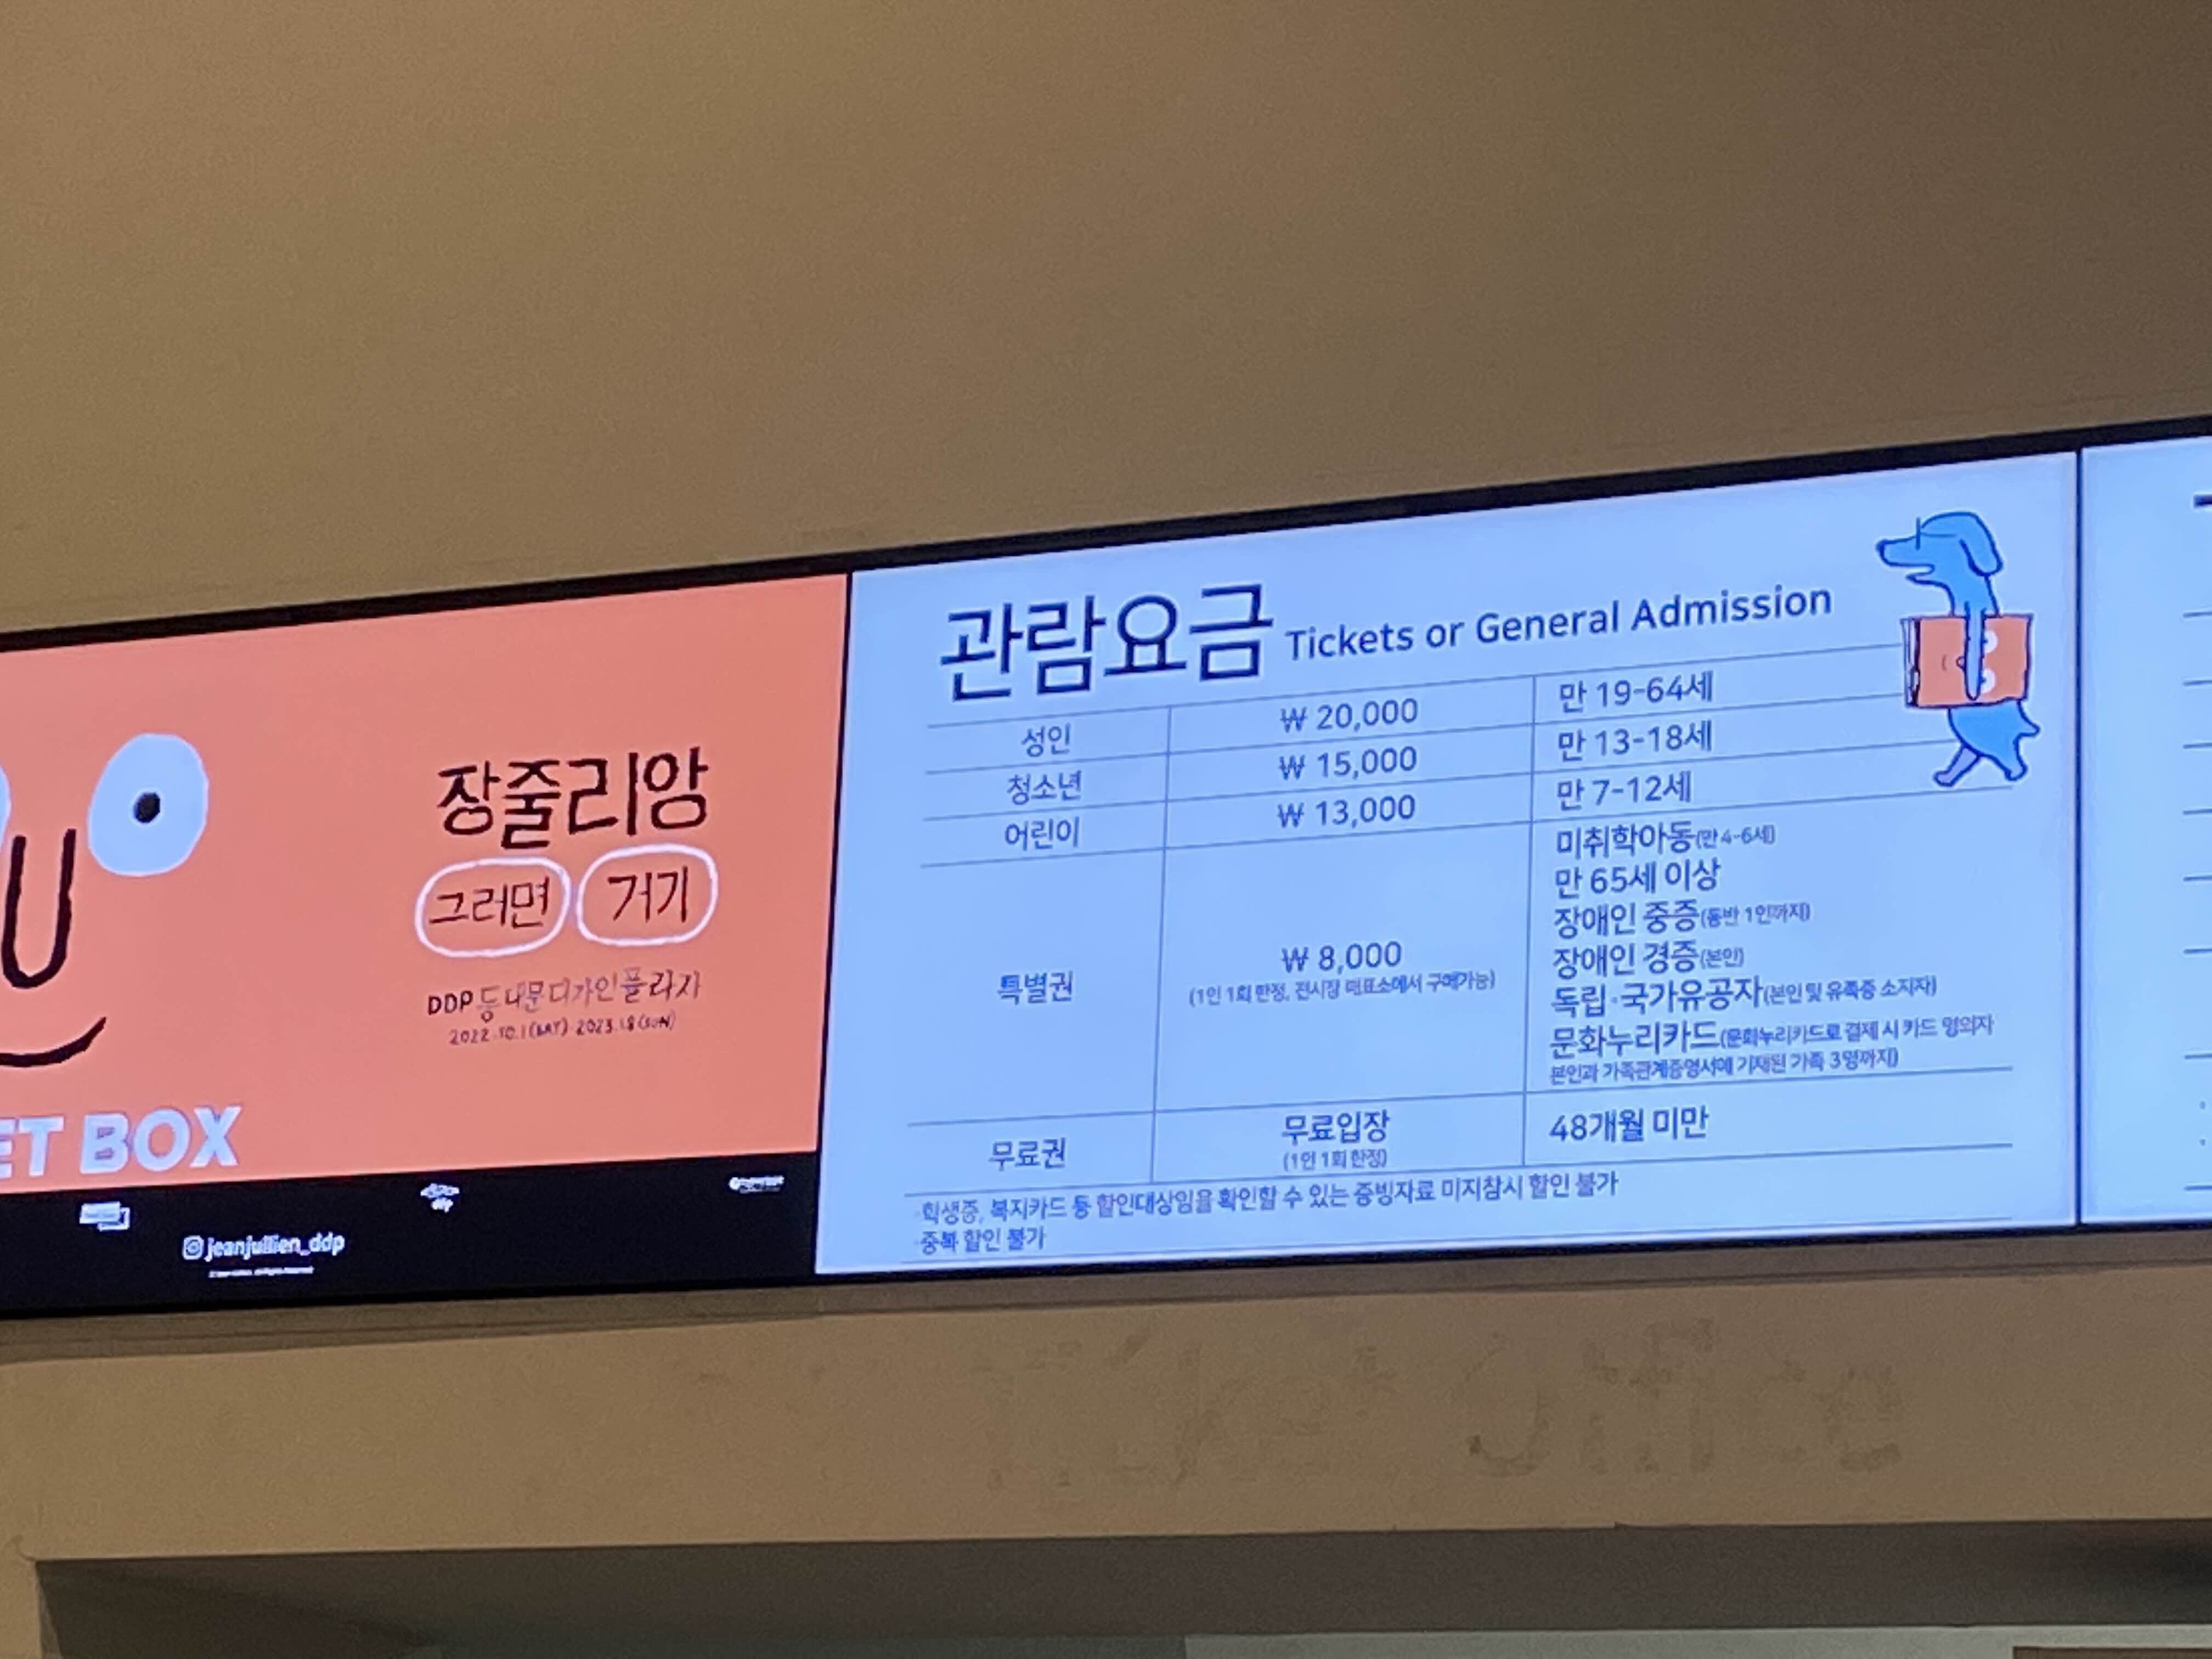 장줄리앙
그러면 거기
DDP 동대문디자인플라자
2022.10.1(SAT)-2023.1.8(SUN)
ET BOX
jeanjullien_ddp
관람요금 Tickets or General Admission
성인 ₩ 20,000 만 19-64세
청소년 ₩ 15,000 만 13-18세
어린이 ₩ 13,000 만 7-12세
특별권
₩ 8,000
(1인 1회 한정, 전시장 매표소에서 구매가능)
미취학아동(만 4-6세)
만 65세 이상
장애인 중증(동반 1인까지)
장애인 경증(본인)
독립·국가유공자(본인 및 유족증 소지자)
문화누리카드(문화누리카드로 결제 시 카드 명의자
본인과 가족관계증명서에 기재된 가족 3명까지)
무료권
무료입장
(1인 1회 한정)
48개월 미만
·학생증, 복지카드 등 할인대상임을 확인할 수 있는 증빙자료 미지참시 할인 불가
·중복 할인 불가
Ticket Office